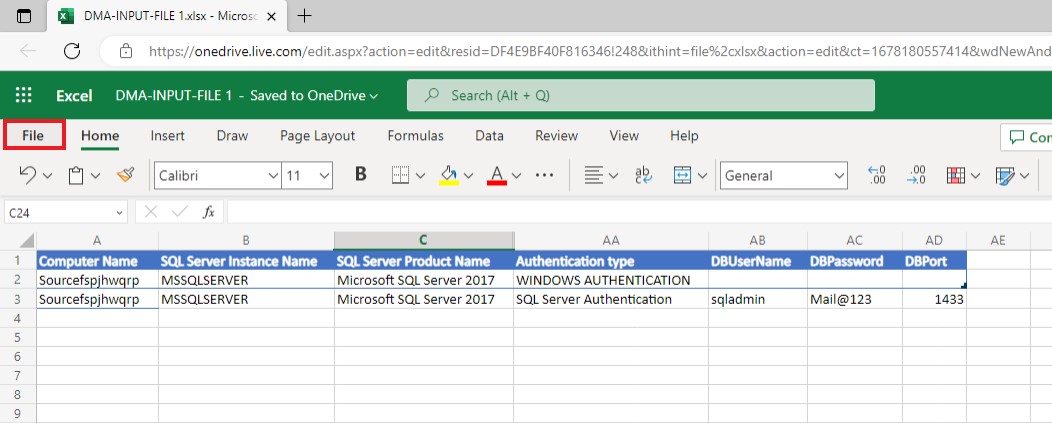 DMA-INPUT-FILE 1.xlsx - Microsc
https://onedrive.live.com/edit.aspx?action=edit&resid=DF4E9BF40F816346!248&ithint=file%2cxlsx&action=edit&ct=1678180557414&wdNewAnd
Excel DMA-INPUT-FILE 1 - Saved to OneDrive Search (Alt + Q)
File Home Insert Draw Page Layout Formulas Data Review View Help Con
Calibri 11 B A ab General .00 .00
C24 fx
A B C AA AB AC AD AE
1 Computer Name SQL Server Instance Name SQL Server Product Name Authentication type DBUserName DBPassword DBPort
2 Sourcefspjhwqrp MSSQLSERVER Microsoft SQL Server 2017 WINDOWS AUTHENTICATION
3 Sourcefspjhwqrp MSSQLSERVER Microsoft SQL Server 2017 SQL Server Authentication sqladmin Mail@123 1433
4
5
6
7
8
9